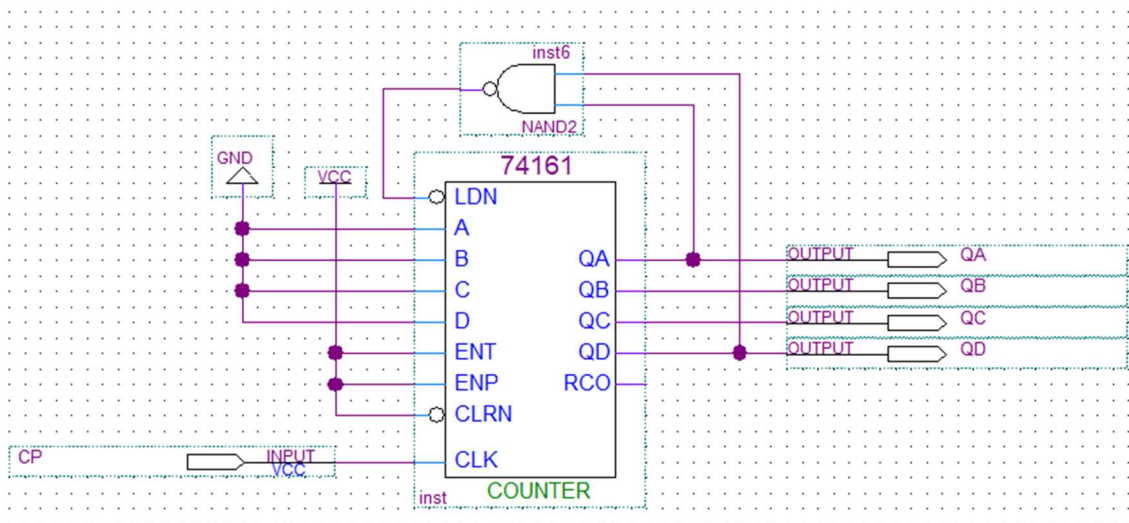 inst6
NAND2
GND
VCC
74161
LDN
A
B
C
D
ENT
ENP
CLRN
CLK
QA
QB
QC
QD
RCO
COUNTER
inst
CP
INPUT
VCC
OUTPUT QA
OUTPUT QB
OUTPUT QC
OUTPUT QD